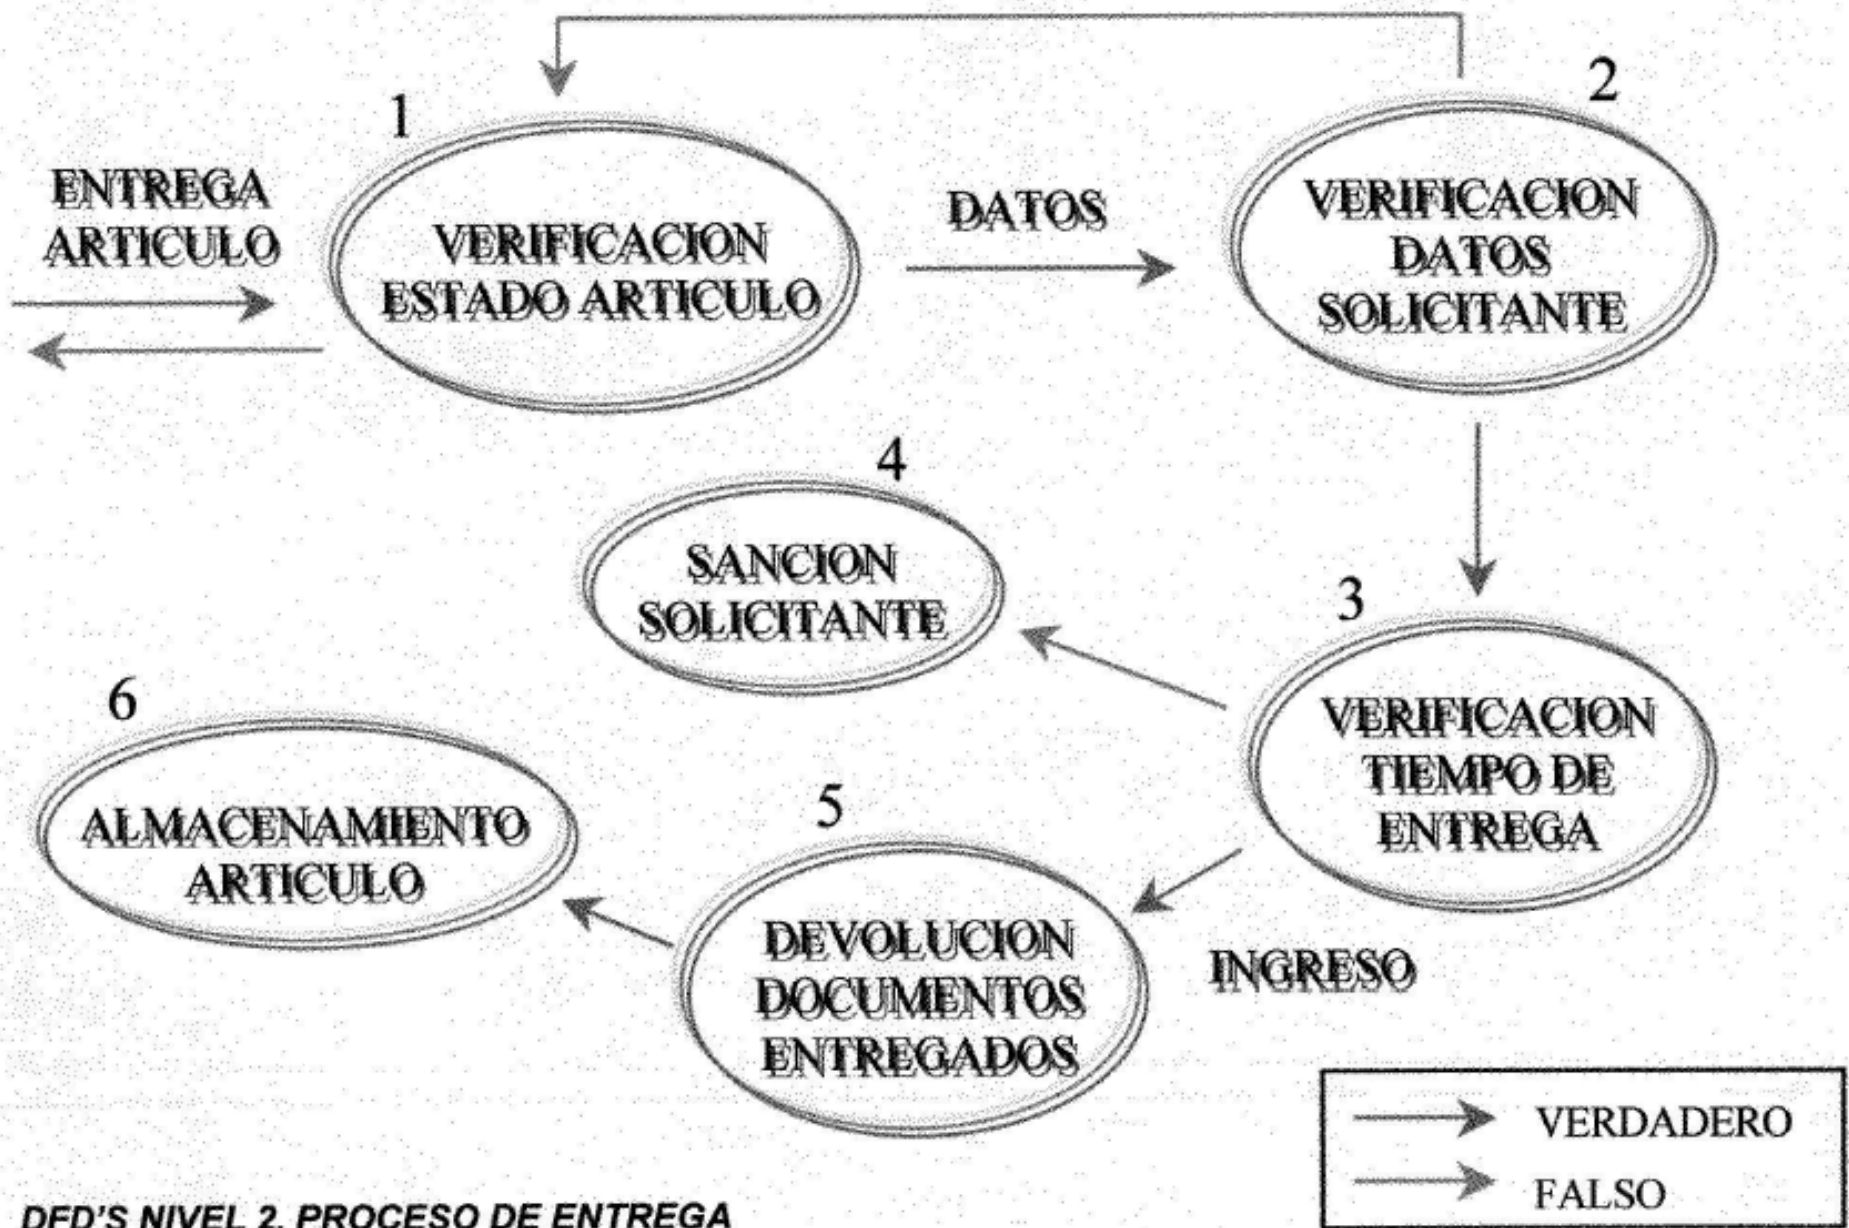 1
2
ENTREGA
ARTICULO
VERIFICACION
ESTADO ARTICULO
DATOS
VERIFICACION
DATOS
SOLICITANTE
4
SANCION
SOLICITANTE
3
VERIFICACION
TIEMPO DE
ENTREGA
6
ALMACENAMIENTO
ARTICULO
5
DEVOLUCION
DOCUMENTOS
ENTREGADOS
INGRESO
VERDADERO
FALSO
DFD'S NIVEL 2. PROCESO DE ENTREGA